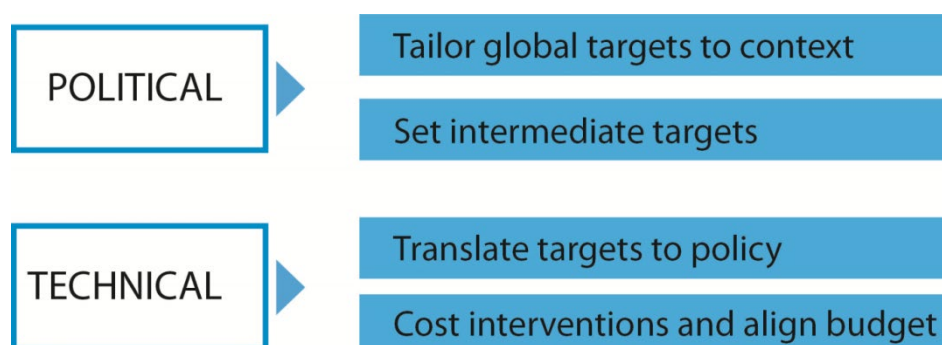 POLITICAL
Tailor global targets to context
Set intermediate targets
TECHNICAL
Translate targets to policy
Cost interventions and align budget